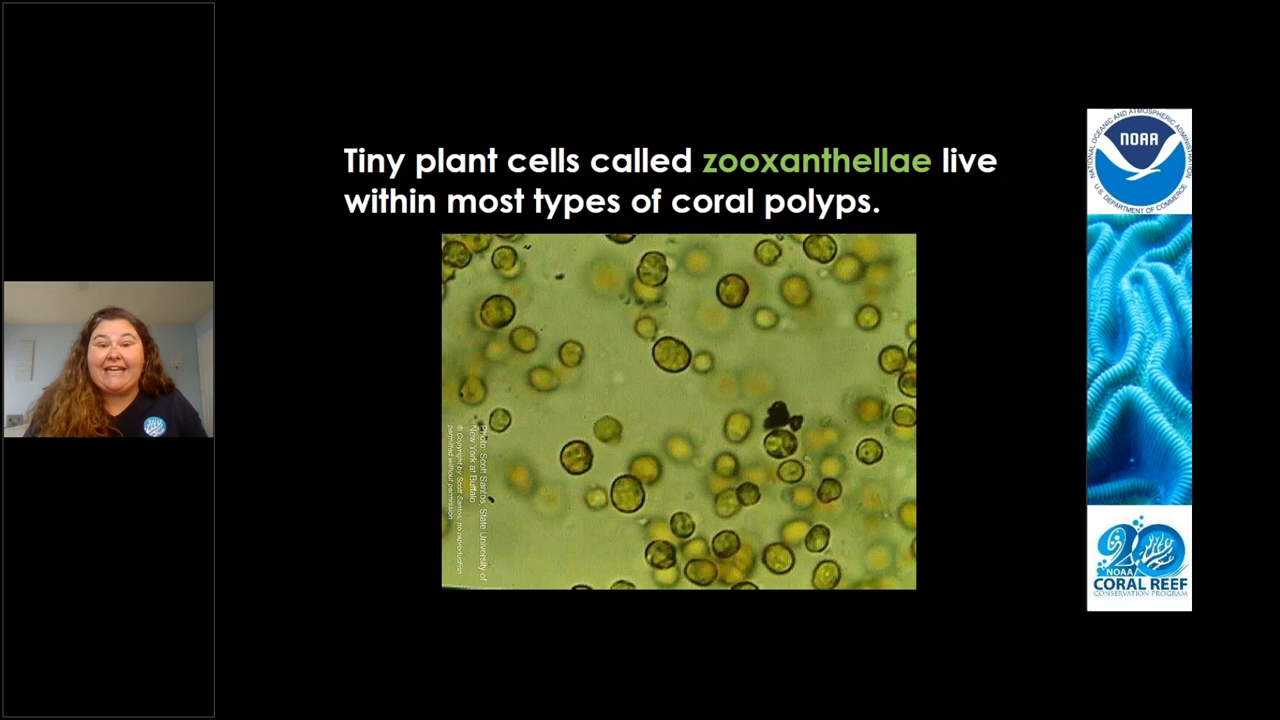 Tiny plant cells called zooxanthellae live
within most types of coral polyps.
Photo: Scott Santos, State University of
New York at Buffalo
© Copyright by Scott Santos, no reproduction
permitted without permission
NATIONAL OCEANIC AND ATMOSPHERIC ADMINISTRATION
NOAA
U.S. DEPARTMENT OF COMMERCE
20
NOAA
CORAL REEF
CONSERVATION PROGRAM